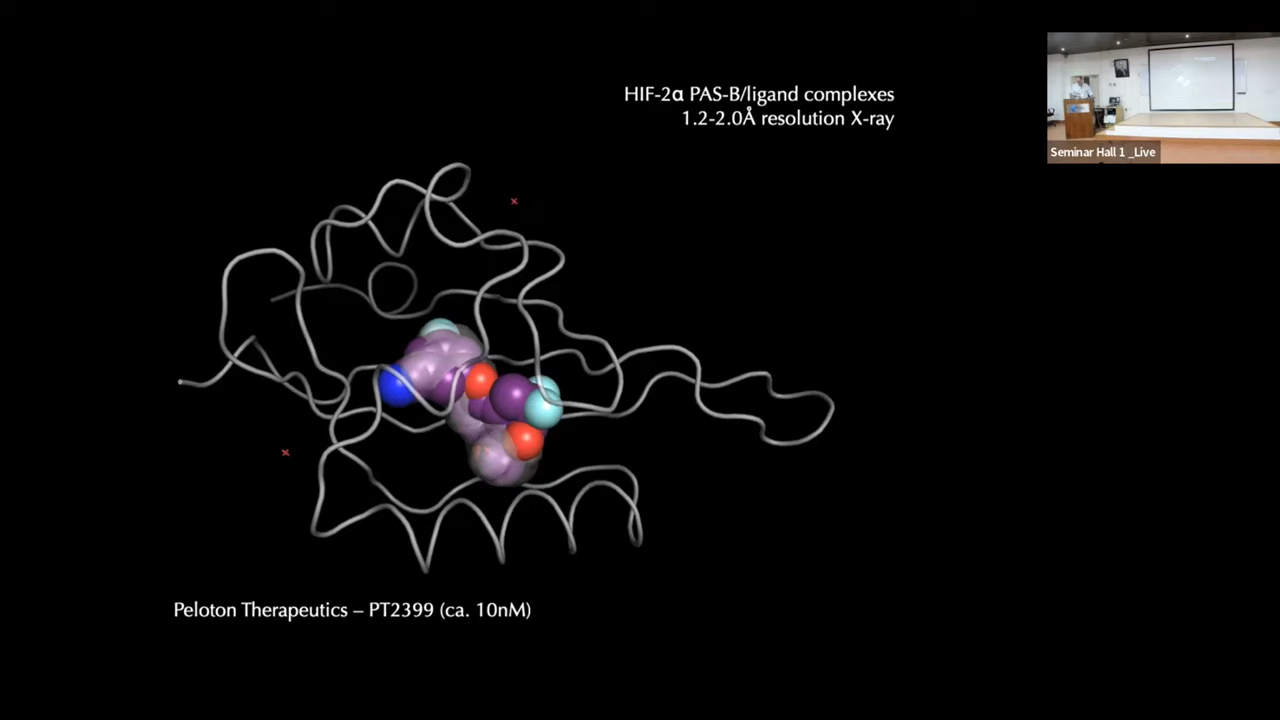 HIF-2α PAS-B/ligand complexes
1.2-2.0Å resolution X-ray
Seminar Hall 1 _Live
Peloton Therapeutics – PT2399 (ca. 10nM)